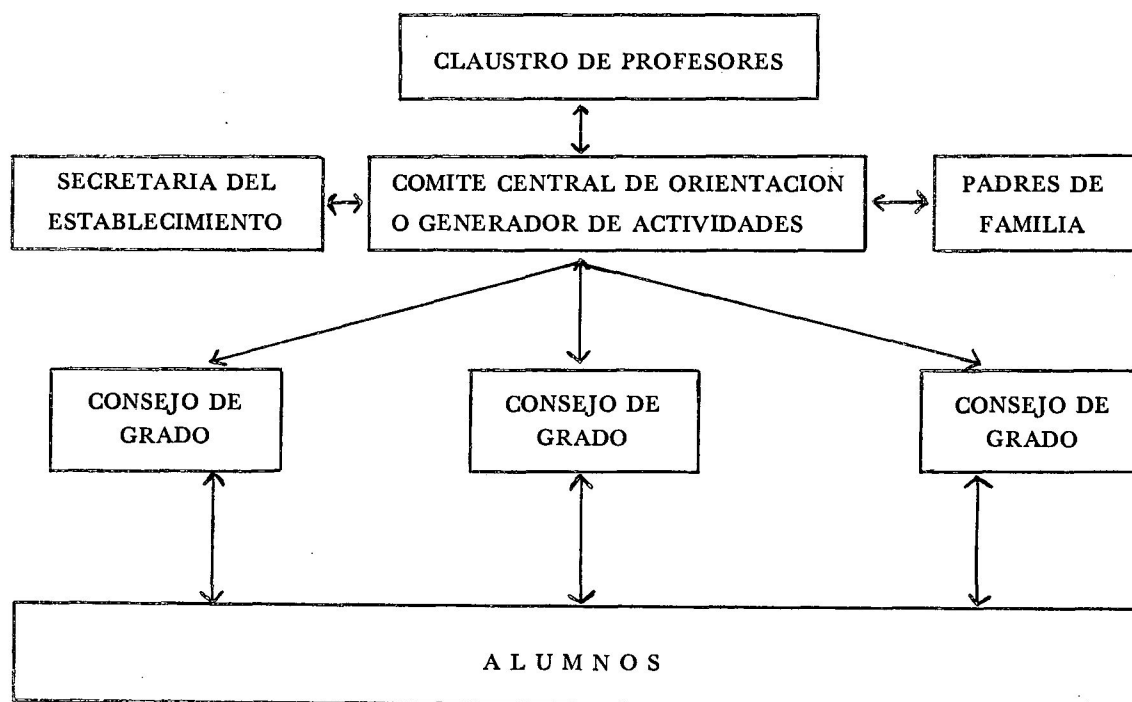 CLAUSTRO DE PROFESORES
SECRETARIA DEL
ESTABLECIMIENTO
COMITE CENTRAL DE ORIENTACION
O GENERADOR DE ACTIVIDADES
PADRES DE
FAMILIA
CONSEJO DE
GRADO
CONSEJO DE
GRADO
CONSEJO DE
GRADO
ALUMNOS